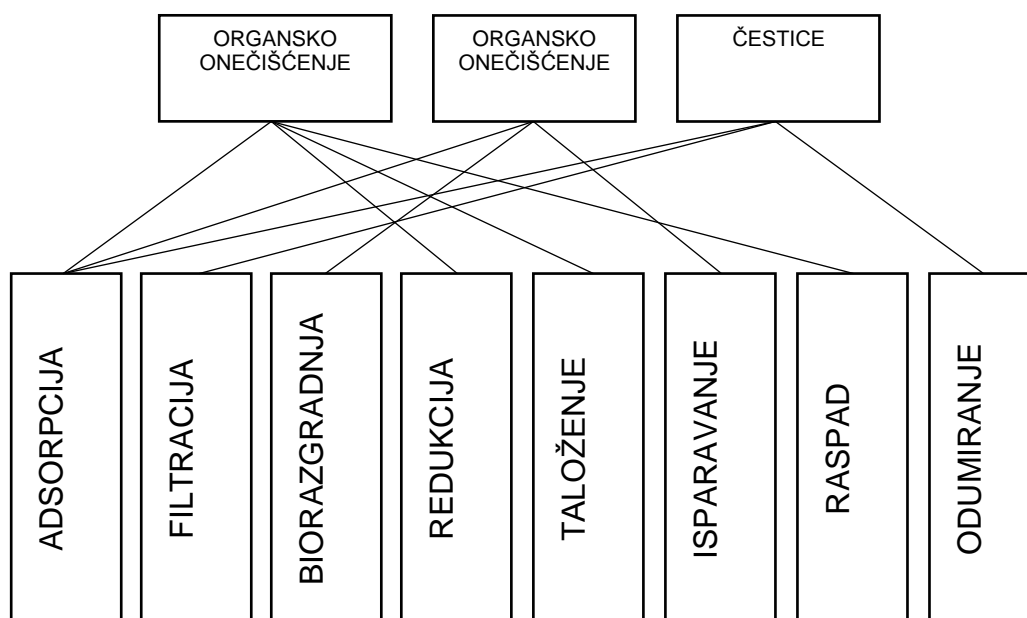 ORGANSKO
ONEČIŠĆENJE
ORGANSKO
ONEČIŠĆENJE
ČESTICE
ADSORPCIJA
FILTRACIJA
BIORAZGRADNJA
REDUKCIJA
TALOŽENJE
ISPARAVANJE
RASPAD
ODUMIRANJE